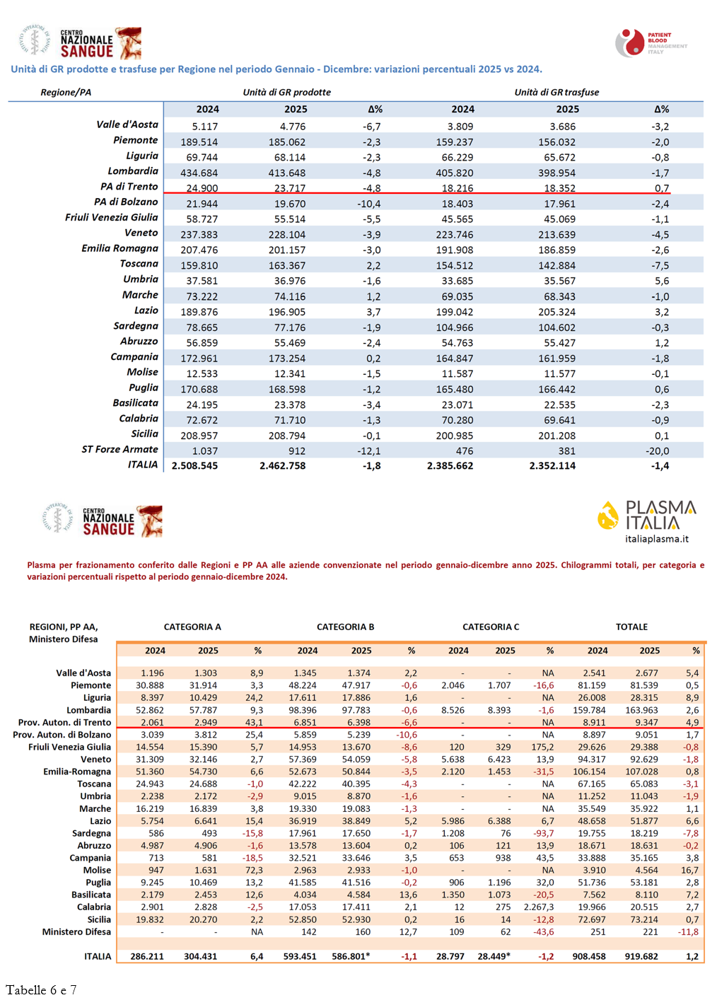 ISTITUTO SUPERIORE DI SANITÀ
CENTRO
NAZIONALE
SANGUE
PATIENT
BLOOD
MANAGEMENT
ITALY
Unità di GR prodotte e trasfuse per Regione nel periodo Gennaio - Dicembre: variazioni percentuali 2025 vs 2024.
Regione/PA Unità di GR prodotte Unità di GR trasfuse
2024 2025 Δ% 2024 2025 Δ%
Valle d'Aosta 5.117 4.776 -6,7 3.809 3.686 -3,2
Piemonte 189.514 185.062 -2,3 159.237 156.032 -2,0
Liguria 69.744 68.114 -2,3 66.229 65.672 -0,8
Lombardia 434.684 413.648 -4,8 405.820 398.954 -1,7
PA di Trento 24.900 23.717 -4,8 18.216 18.352 0,7
PA di Bolzano 21.944 19.670 -10,4 18.403 17.961 -2,4
Friuli Venezia Giulia 58.727 55.514 -5,5 45.565 45.069 -1,1
Veneto 237.383 228.104 -3,9 223.746 213.639 -4,5
Emilia Romagna 207.476 201.157 -3,0 191.908 186.859 -2,6
Toscana 159.810 163.367 2,2 154.512 142.884 -7,5
Umbria 37.581 36.976 -1,6 33.685 35.567 5,6
Marche 73.222 74.116 1,2 69.035 68.343 -1,0
Lazio 189.876 196.905 3,7 199.042 205.324 3,2
Sardegna 78.665 77.176 -1,9 104.966 104.602 -0,3
Abruzzo 56.859 55.469 -2,4 54.763 55.427 1,2
Campania 172.961 173.254 0,2 164.847 161.959 -1,8
Molise 12.533 12.341 -1,5 11.587 11.577 -0,1
Puglia 170.688 168.598 -1,2 165.480 166.442 0,6
Basilicata 24.195 23.378 -3,4 23.071 22.535 -2,3
Calabria 72.672 71.710 -1,3 70.280 69.641 -0,9
Sicilia 208.957 208.794 -0,1 200.985 201.208 0,1
ST Forze Armate 1.037 912 -12,1 476 381 -20,0
ITALIA 2.508.545 2.462.758 -1,8 2.385.662 2.352.114 -1,4
ISTITUTO SUPERIORE DI SANITÀ
CENTRO
NAZIONALE
SANGUE
PLASMA
ITALIA
italiaplasma.it
Plasma per frazionamento conferito dalle Regioni e PP AA alle aziende convenzionate nel periodo gennaio-dicembre anno 2025. Chilogrammi totali, per categoria e
variazioni percentuali rispetto al periodo gennaio-dicembre 2024.
REGIONI, PP AA, CATEGORIA A CATEGORIA B CATEGORIA C TOTALE
Ministero Difesa
2024 2025 % 2024 2025 % 2024 2025 % 2024 2025 %
Valle d'Aosta 1.196 1.303 8,9 1.345 1.374 2,2 - - NA 2.541 2.677 5,4
Piemonte 30.888 31.914 3,3 48.224 47.917 -0,6 2.046 1.707 -16,6 81.159 81.539 0,5
Liguria 8.397 10.429 24,2 17.611 17.886 1,6 - - NA 26.008 28.315 8,9
Lombardia 52.862 57.787 9,3 98.396 97.783 -0,6 8.526 8.393 -1,6 159.784 163.963 2,6
Prov. Auton. di Trento 2.061 2.949 43,1 6.851 6.398 -6,6 - - NA 8.911 9.347 4,9
Prov. Auton. di Bolzano 3.039 3.812 25,4 5.859 5.239 -10,6 - - NA 8.897 9.051 1,7
Friuli Venezia Giulia 14.554 15.390 5,7 14.953 13.670 -8,6 120 329 175,2 29.626 29.388 -0,8
Veneto 31.309 32.146 2,7 57.369 54.059 -5,8 5.638 6.423 13,9 94.317 92.629 -1,8
Emilia-Romagna 51.360 54.730 6,6 52.673 50.844 -3,5 2.120 1.453 -31,5 106.154 107.028 0,8
Toscana 24.943 24.688 -1,0 42.222 40.395 -4,3 - - NA 67.165 65.083 -3,1
Umbria 2.238 2.172 -2,9 9.015 8.870 -1,6 - - NA 11.252 11.043 -1,9
Marche 16.219 16.839 3,8 19.330 19.083 -1,3 - - NA 35.549 35.922 1,1
Lazio 5.754 6.641 15,4 36.919 38.849 5,2 5.986 6.388 6,7 48.658 51.877 6,6
Sardegna 586 493 -15,8 17.961 17.650 -1,7 1.208 76 -93,7 19.755 18.219 -7,8
Abruzzo 4.987 4.906 -1,6 13.578 13.604 0,2 106 121 13,9 18.671 18.631 -0,2
Campania 713 581 -18,5 32.521 33.646 3,5 653 938 43,5 33.888 35.165 3,8
Molise 947 1.631 72,3 2.963 2.933 -1,0 - - NA 3.910 4.564 16,7
Puglia 9.245 10.469 13,2 41.585 41.516 -0,2 906 1.196 32,0 51.736 53.181 2,8
Basilicata 2.179 2.453 12,6 4.034 4.584 13,6 1.350 1.073 -20,5 7.562 8.110 7,2
Calabria 2.901 2.828 -2,5 17.053 17.411 2,1 12 275 2.267,3 19.966 20.515 2,7
Sicilia 19.832 20.270 2,2 52.850 52.930 0,2 16 14 -12,8 72.697 73.214 0,7
Ministero Difesa - - NA 142 160 12,7 109 62 -43,6 251 221 -11,8
ITALIA 286.211 304.431 6,4 593.451 586.801* -1,1 28.797 28.449* -1,2 908.458 919.682 1,2
Tabelle 6 e 7